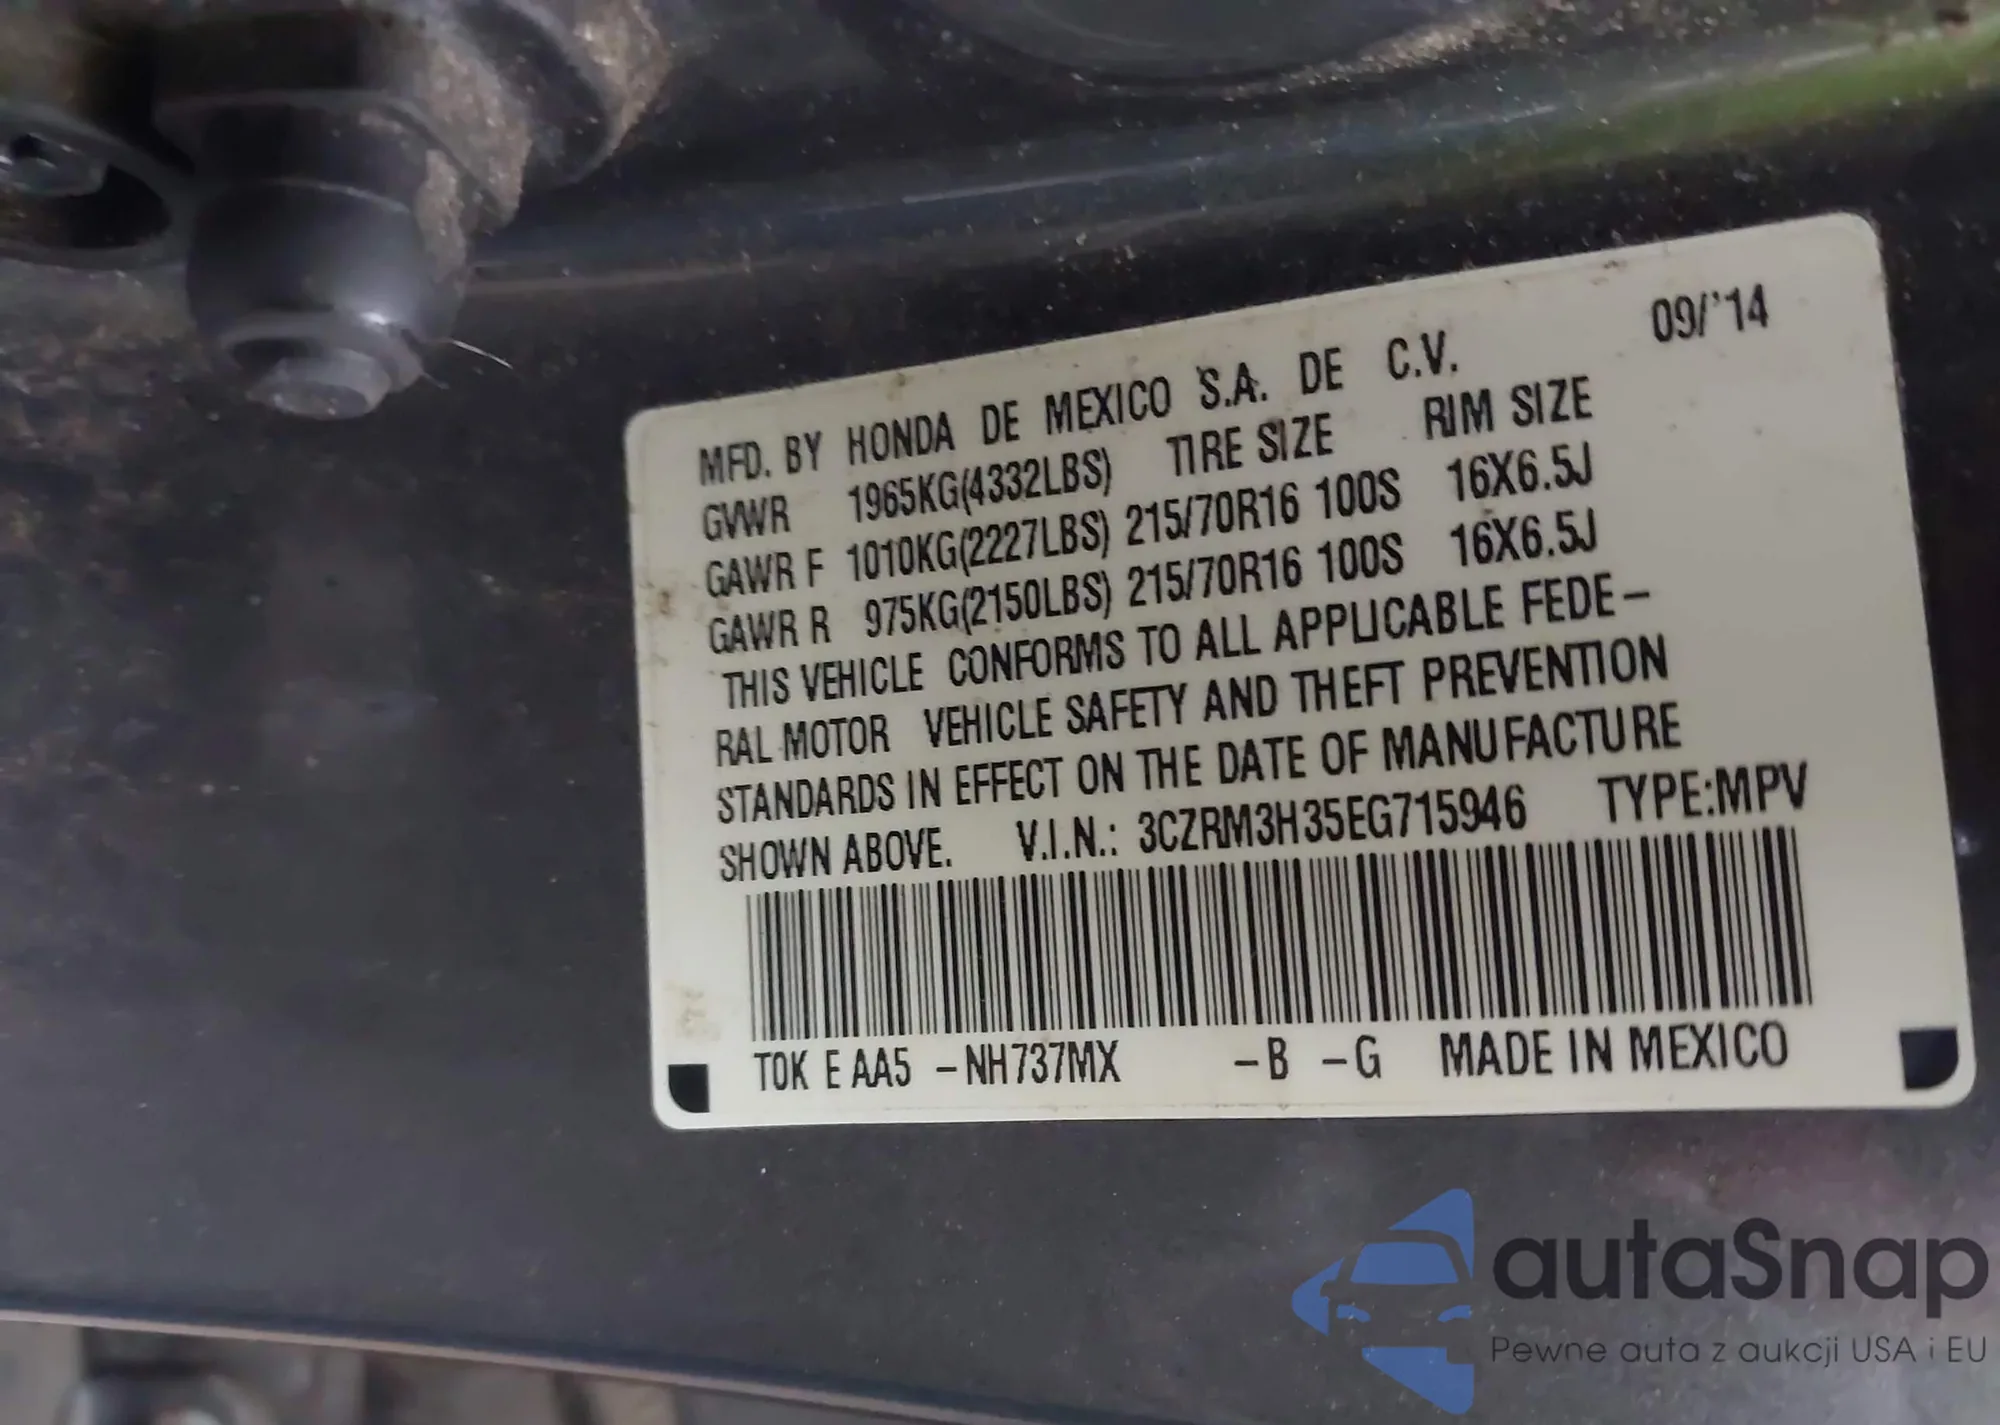 MFD. BY HONDA DE MEXICO S.A. DE C.V. 09/'14
GVWR 1965KG(4332LBS) TIRE SIZE RIM SIZE
GAWR F 1010KG(2227LBS) 215/70R16 100S 16X6.5J
GAWR R 975KG(2150LBS) 215/70R16 100S 16X6.5J
THIS VEHICLE CONFORMS TO ALL APPLICABLE FEDE–
RAL MOTOR VEHICLE SAFETY AND THEFT PREVENTION
STANDARDS IN EFFECT ON THE DATE OF MANUFACTURE
SHOWN ABOVE. V.I.N.: 3CZRM3H35EG715946 TYPE:MPV
T0K E AA5 –NH737MX –B –G MADE IN MEXICO
autaSnap
Pewne auta z aukcji USA i EU